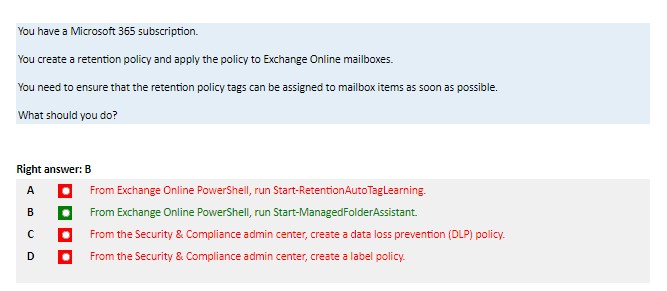 You have a Microsoft 365 subscription.
You create a retention policy and apply the policy to Exchange Online mailboxes.
You need to ensure that the retention policy tags can be assigned to mailbox items as soon as possible.
What should you do?
Right answer: B
A From Exchange Online PowerShell, run Start-RetentionAutoTagLearning.
B From Exchange Online PowerShell, run Start-ManagedFolderAssistant.
C From the Security & Compliance admin center, create a data loss prevention (DLP) policy.
D From the Security & Compliance admin center, create a label policy.